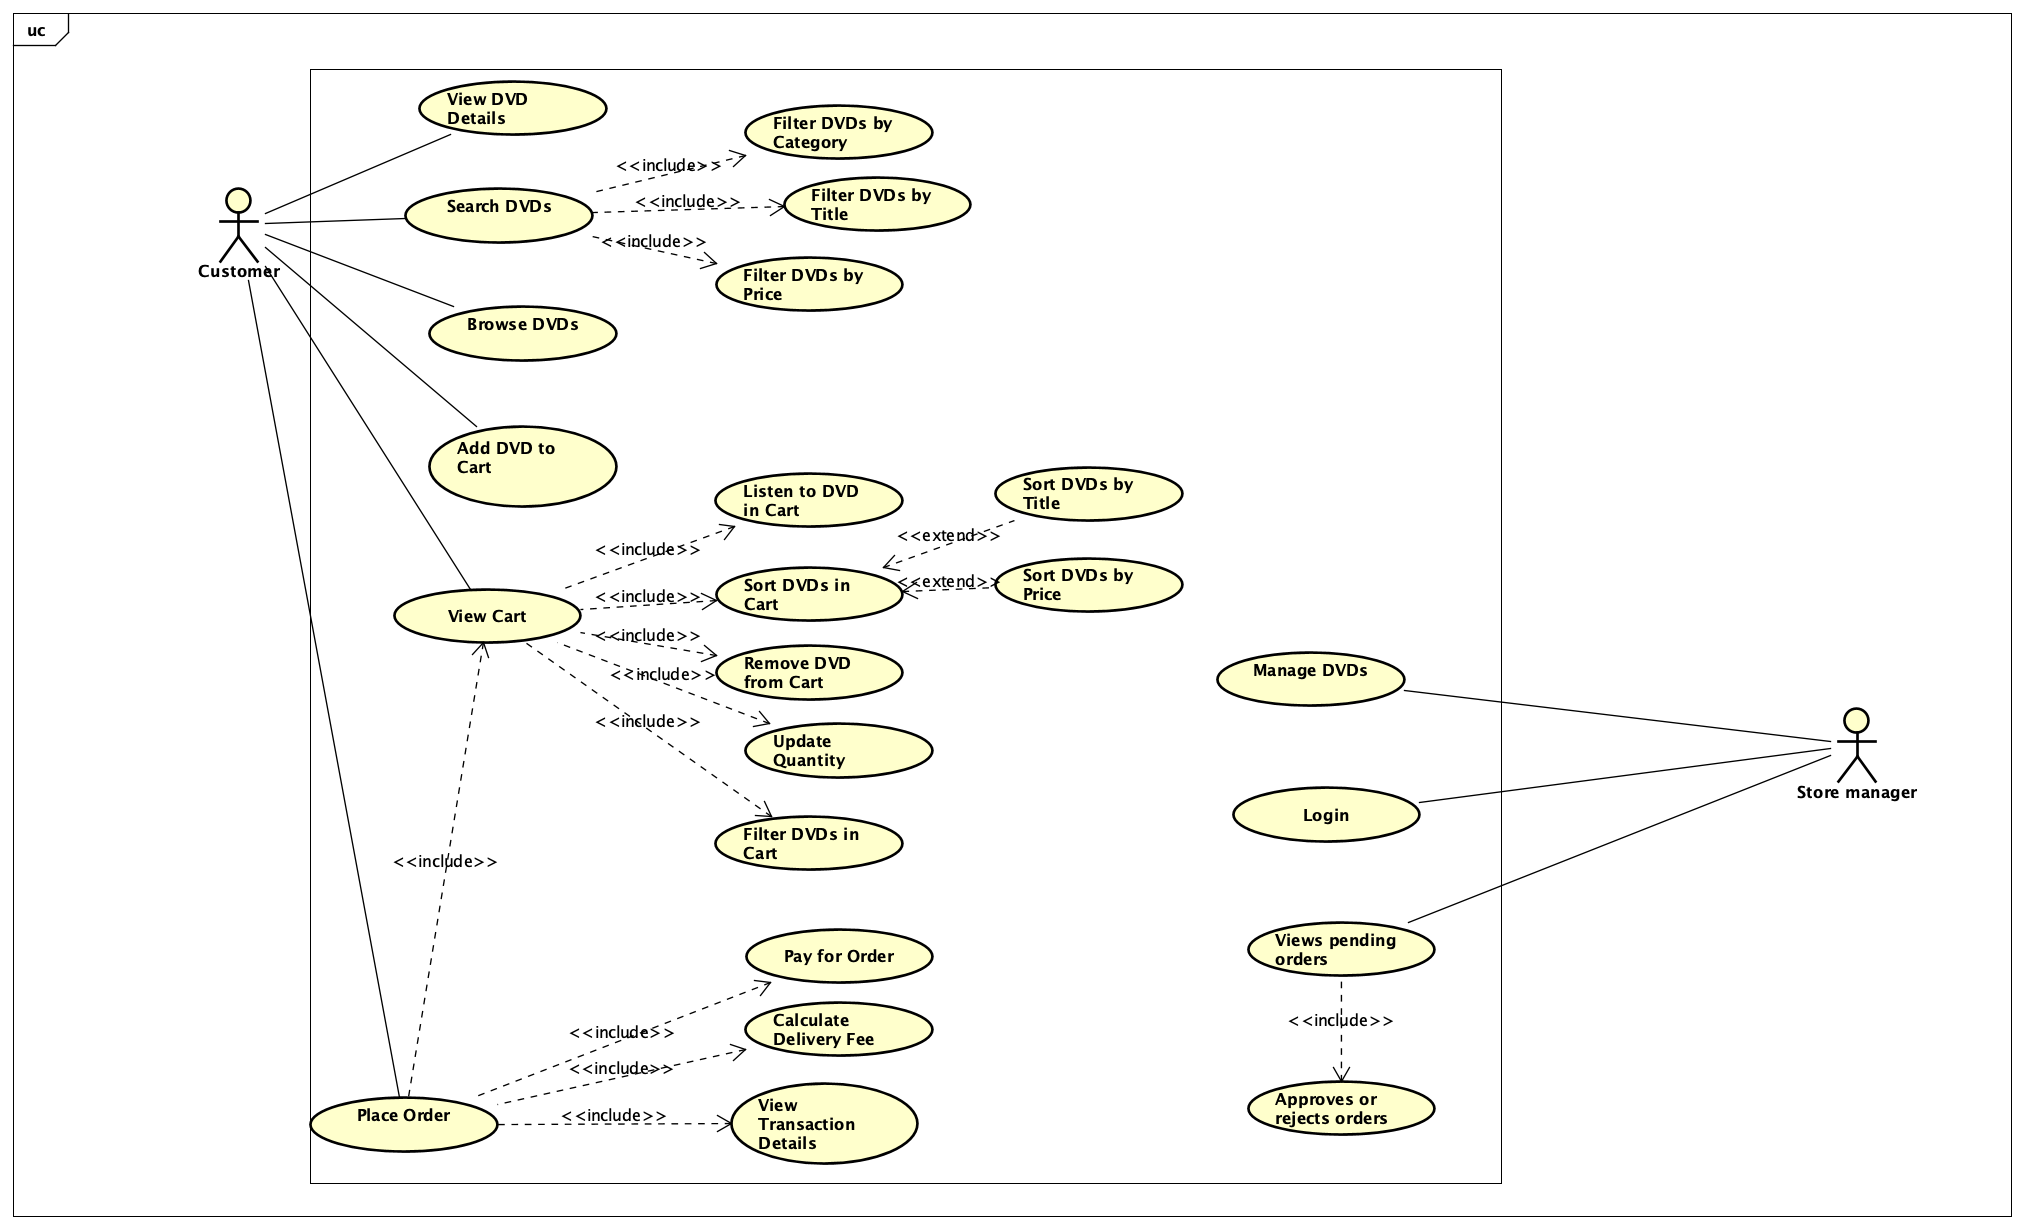 uc
View DVD
Details
Filter DVDs by
Category
<<include>>
Search DVDs
<<include>>
Filter DVDs by
Title
<<include>>
Customer
Filter DVDs by
Price
Browse DVDs
Add DVD to
Cart
Listen to DVD
in Cart
Sort DVDs by
Title
<<include>>
<<extend>>
Sort DVDs in
Cart
<<include>>
<<extend>>
Sort DVDs by
Price
View Cart
<<include>>
Remove DVD
from Cart
<<include>>
Manage DVDs
<<include>>
Update
Quantity
Store manager
Login
Filter DVDs in
Cart
<<include>>
Pay for Order
Views pending
orders
<<include>>
Calculate
Delivery Fee
<<include>>
<<include>>
Place Order
<<include>>
View
Transaction
Details
Approves or
rejects orders